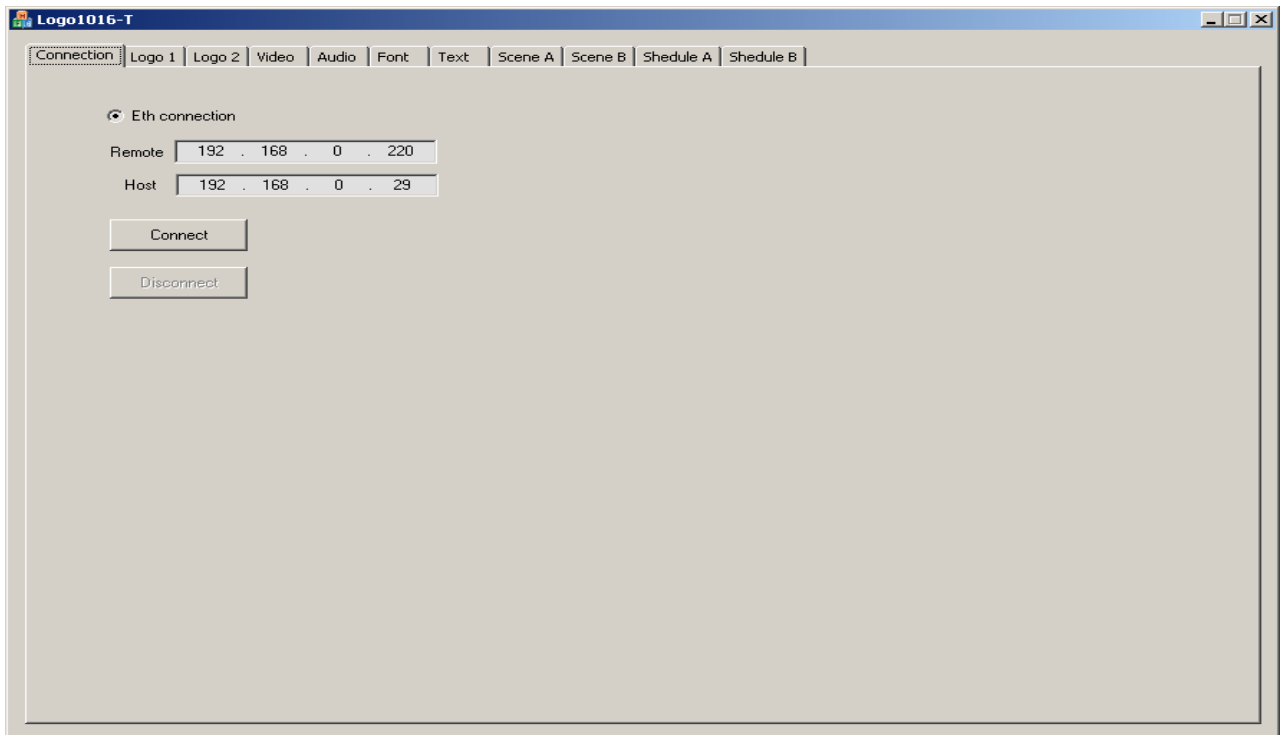 Logo1016-T
Connection Logo 1 Logo 2 Video Audio Font Text Scene A Scene B Shedule A Shedule B
Eth connection
Remote 192 . 168 . 0 . 220
Host 192 . 168 . 0 . 29
Connect
Disconnect